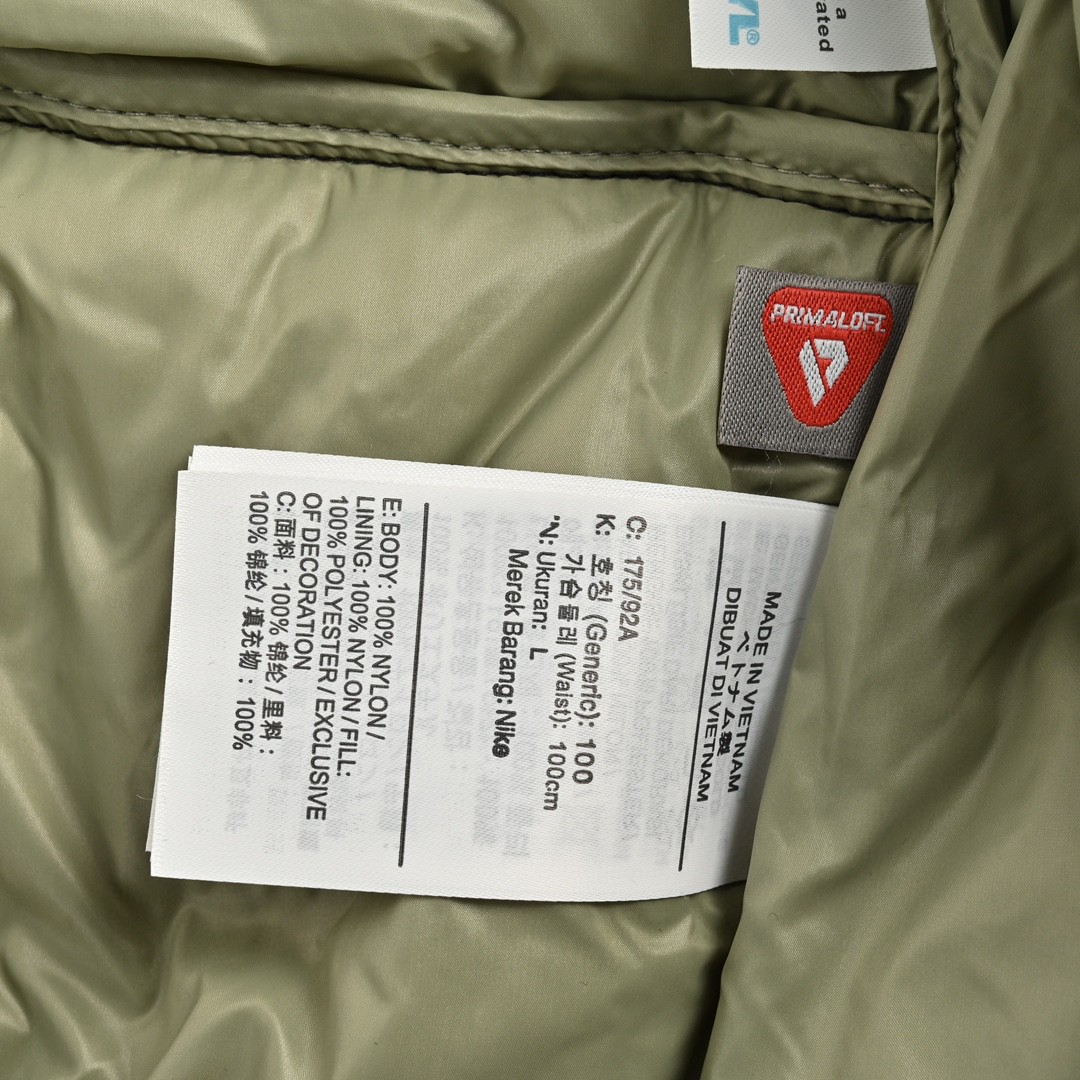 a
ated
YL®
PRIMALOFT
MADE IN VIETNAM
ベトナム製
DIBUAT DI VIETNAM
C: 175/92A
K: 호칭 (Generic): 100
가슴둘레 (Waist): 100cm
*N: Ukuran: L
Merek Barang: Nike
E: BODY: 100% NYLON /
LINING: 100% NYLON / FILL:
100% POLYESTER / EXCLUSIVE
OF DECORATION
C: 面料 : 100% 锦纶 / 里料 :
100% 锦纶 / 填充物 : 100%